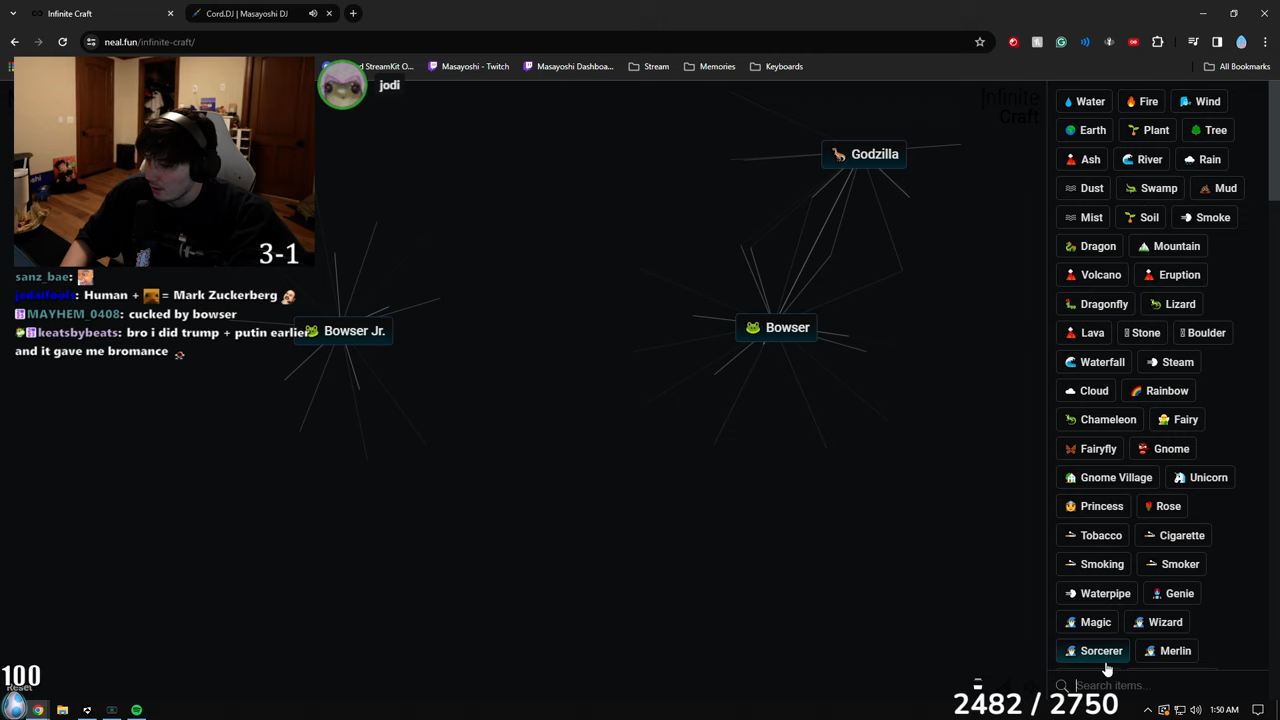 Infinite Craft
Cord.DJ | Masayoshi DJ
neal.fun/infinite-craft/
d StreamKit O...
Masayoshi - Twitch
Masayoshi Dashboa...
Stream
Memories
Keyboards
All Bookmarks
jodi
3-1
sanz_bae:
Human + = Mark Zuckerberg
MAYHEM_0408: cucked by bowser
keatsbybeats: bro i did trump + putin earlier
and it gave me bromance
Infinite
Craft
Godzilla
Bowser Jr.
Bowser
Water Fire Wind
Earth Plant Tree
Ash River Rain
Dust Swamp Mud
Mist Soil Smoke
Dragon Mountain
Volcano Eruption
Dragonfly Lizard
Lava Stone Boulder
Waterfall Steam
Cloud Rainbow
Chameleon Fairy
Fairyfly Gnome
Gnome Village Unicorn
Princess Rose
Tobacco Cigarette
Smoking Smoker
Waterpipe Genie
Magic Wizard
Sorcerer Merlin
Search items...
100
Reset
2482 / 2750
1:50 AM